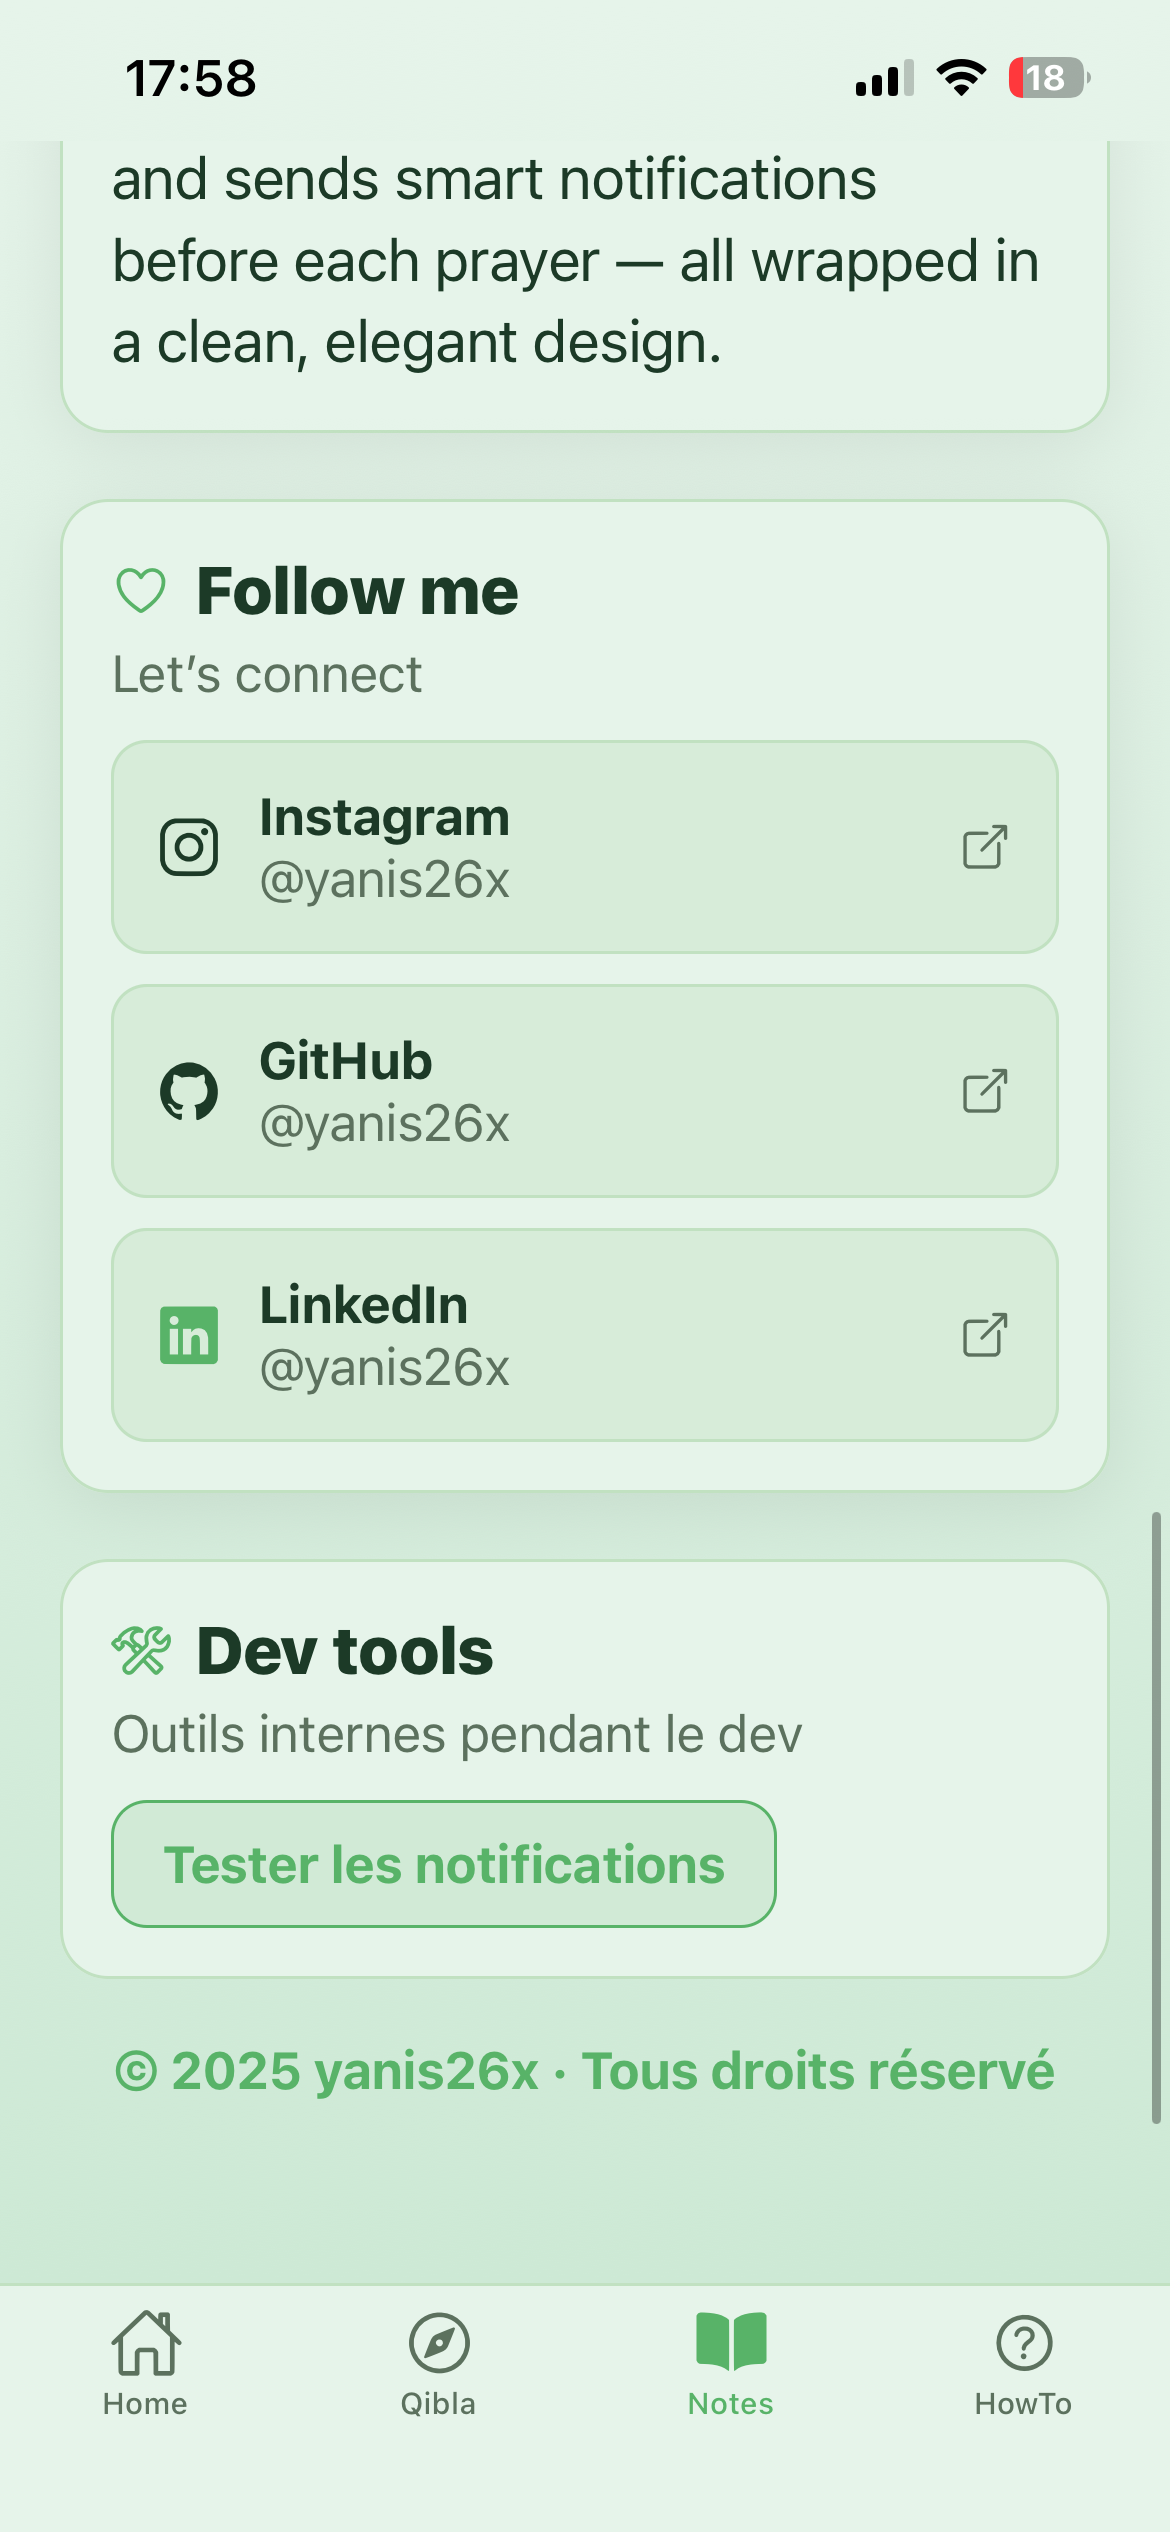 17:58
18
and sends smart notifications
before each prayer — all wrapped in
a clean, elegant design.
Follow me
Let’s connect
Instagram
@yanis26x
GitHub
@yanis26x
LinkedIn
@yanis26x
Dev tools
Outils internes pendant le dev
Tester les notifications
© 2025 yanis26x · Tous droits réservé
Home
Qibla
Notes
HowTo